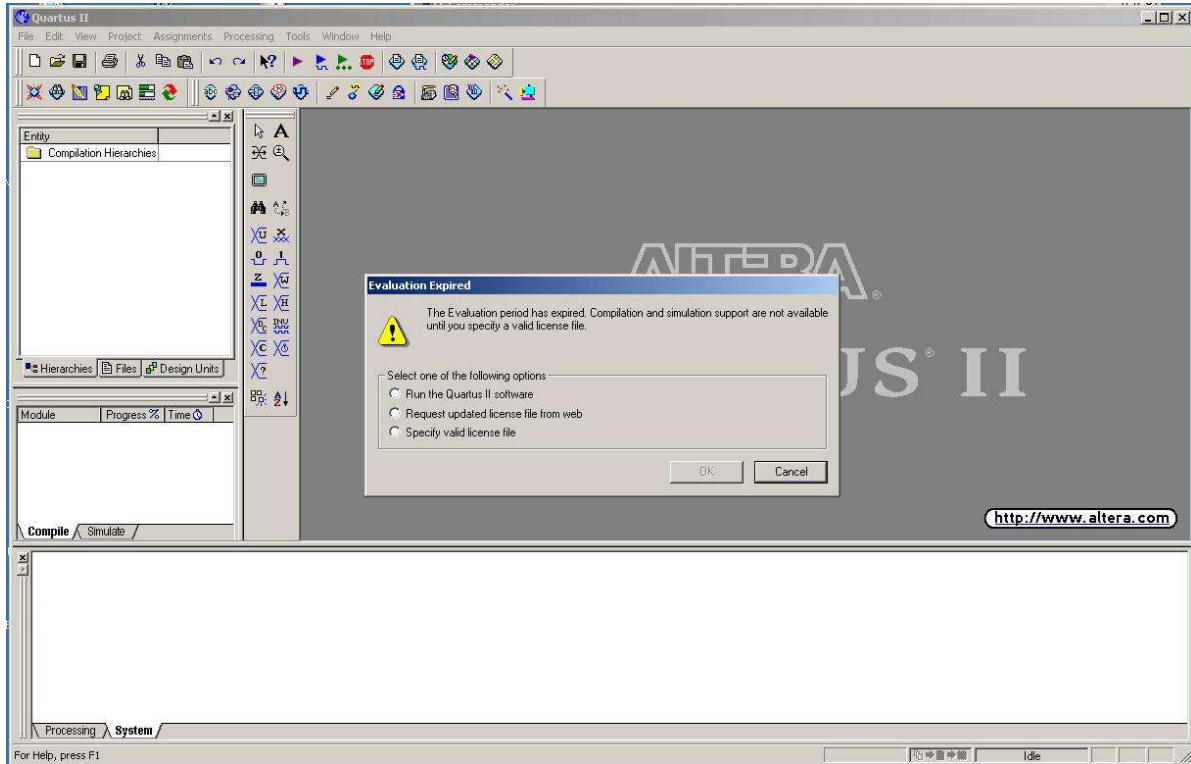 Quartus II
File Edit View Project Assignments Processing Tools Window Help
Entity
Compilation Hierarchies
Hierarchies Files Design Units
Module Progress % Time
Compile Simulate
ALTERA
US® II
Evaluation Expired
The Evaluation period has expired. Compilation and simulation support are not available
until you specify a valid license file.
Select one of the following options
Run the Quartus II software
Request updated license file from web
Specify valid license file
OK Cancel
http://www.altera.com
Processing System
For Help, press F1
Idle